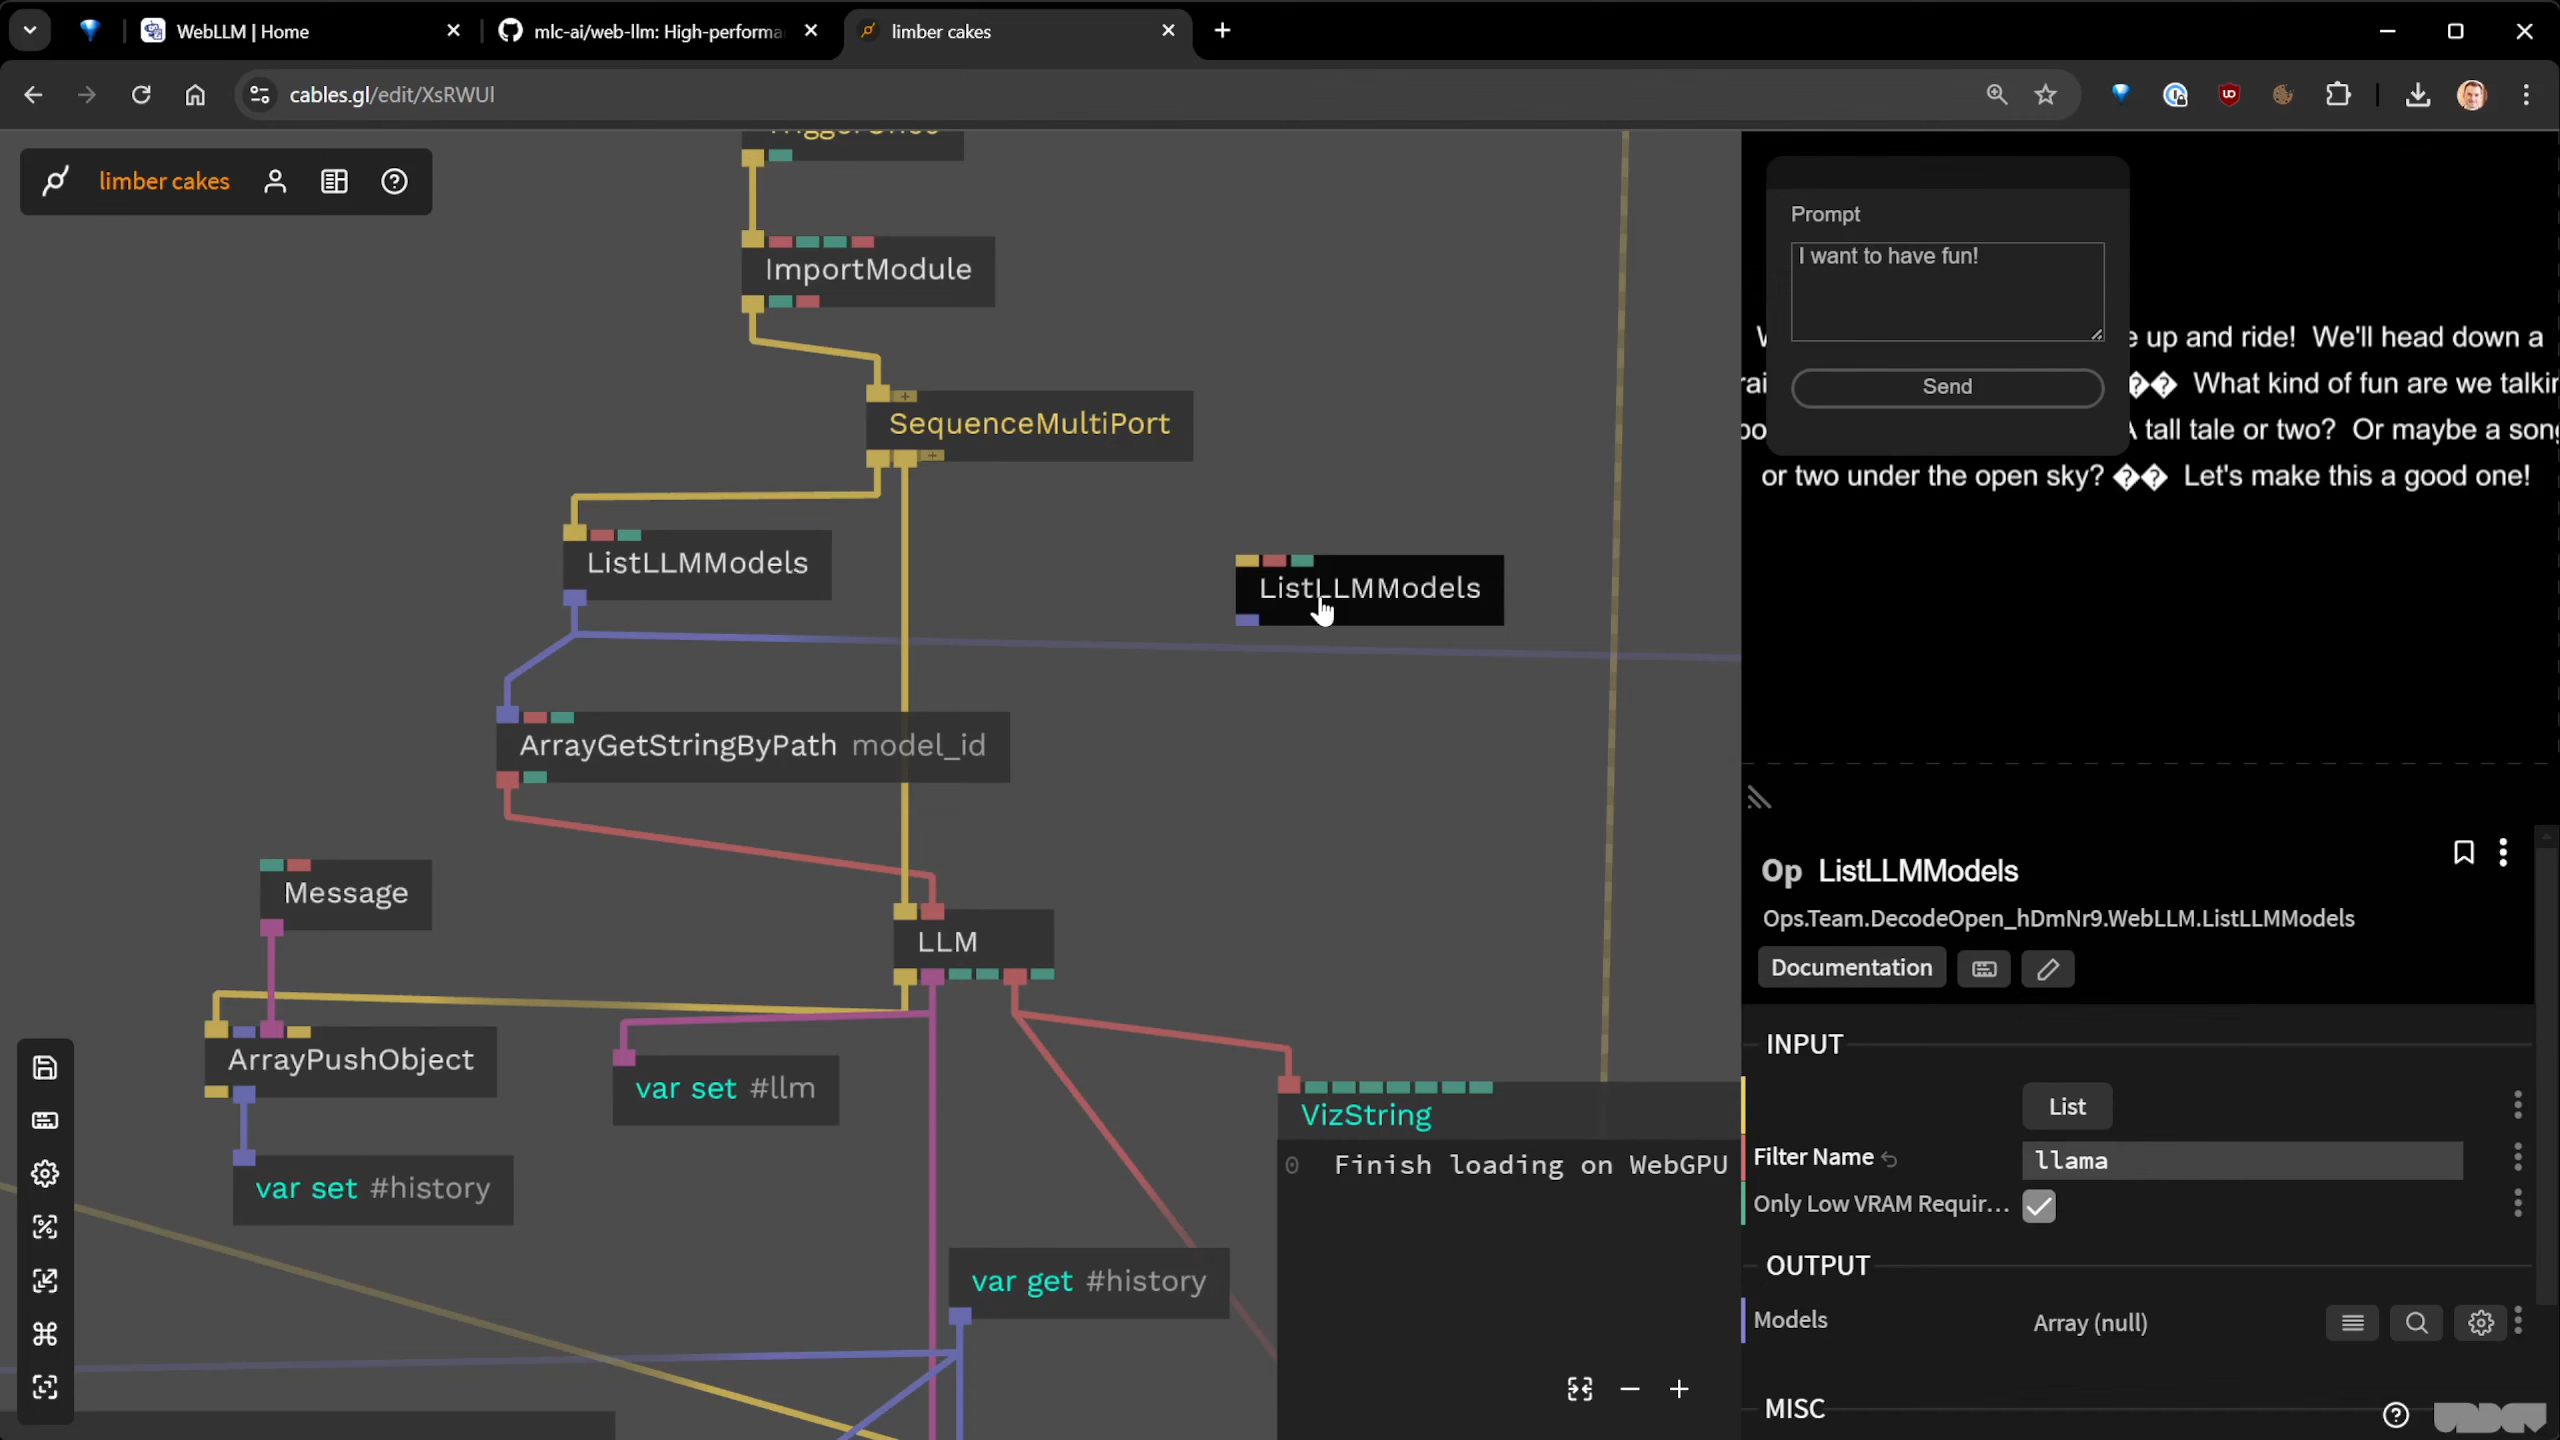 WebLLM | Home
mlc-ai/web-llm: High-performa
limber cakes
cables.gl/edit/XsRWUl
limber cakes
ImportModule
SequenceMultiPort
ListLLMModels
ListLLMModels
ArrayGetStringByPath model_id
Message
LLM
ArrayPushObject
var set #llm
VizString
0 Finish loading on WebGPU
var set #history
var get #history
Prompt
I want to have fun!
Send
up and ride! We'll head down a
What kind of fun are we talkin
tall tale or two? Or maybe a song
or two under the open sky? �� Let's make this a good one!
Op ListLLMModels
Ops.Team.DecodeOpen_hDmNr9.WebLLM.ListLLMModels
Documentation
INPUT
List
Filter Name llama
Only Low VRAM Requir...
OUTPUT
Models Array (null)
MISC